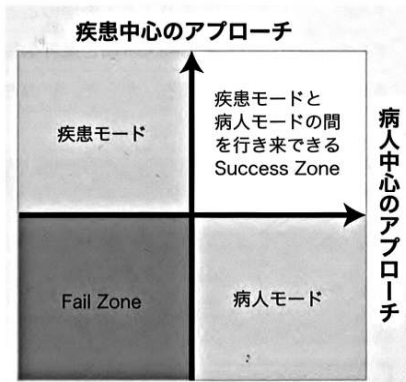 疾患中心のアプローチ
疾患モード
疾患モードと
病人モードの間
を行き来できる
Success Zone
病人中心のアプローチ
Fail Zone
病人モード